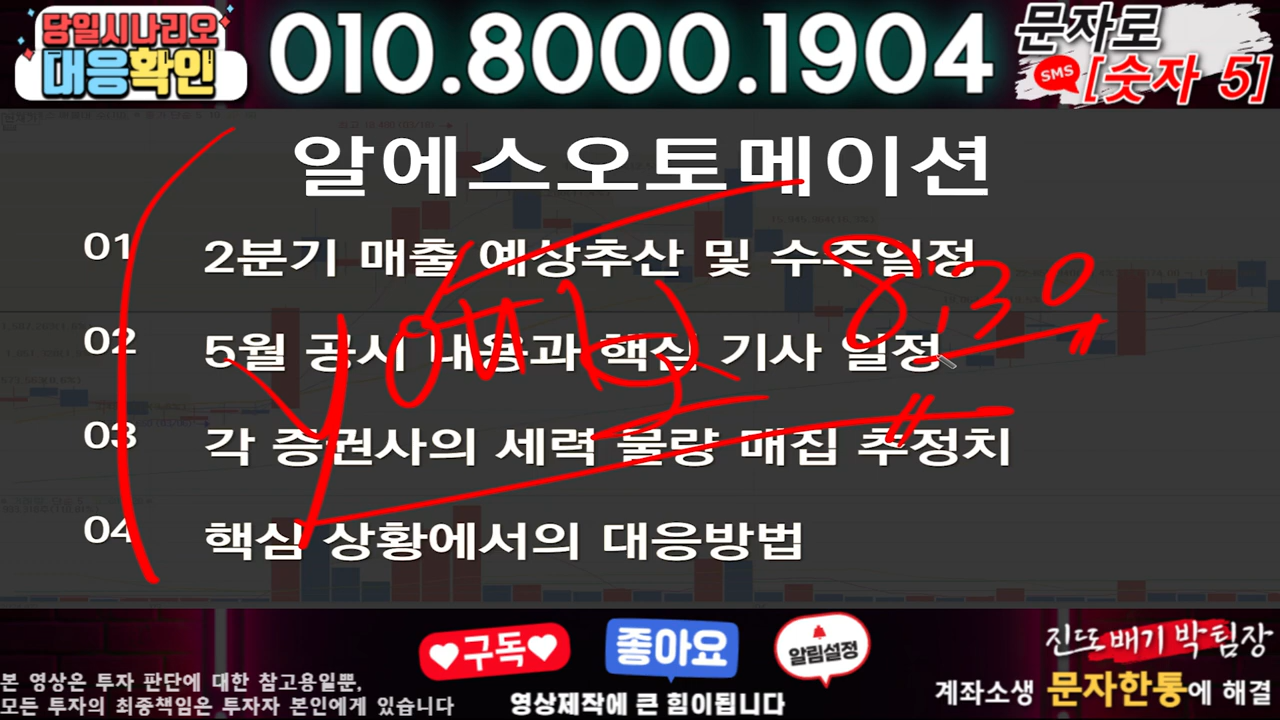 당일시나리오
대응확인
010.8000.1904
문자로
SMS
[숫자 5]
알에스오토메이션
01 2분기 매출 예상추산 및 수주일정
02 5월 공시 내용과 핵심 기사 일정
03 각 증권사의 세력 물량 매집 추정치
04 핵심 상황에서의 대응방법
8:30
구독
좋아요
알림설정
영상제작에 큰 힘이됩니다
본 영상은 투자 판단에 대한 참고용일뿐,
모든 투자의 최종책임은 투자자 본인에게 있습니다
진또배기 박팀장
계좌소생 문자한통에 해결